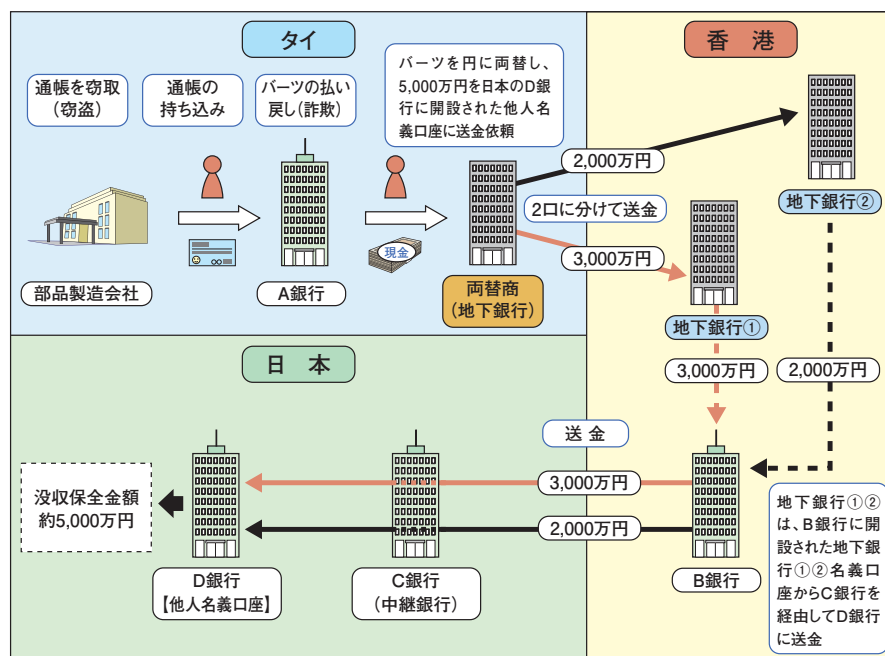 タイ
通帳を窃取
(窃盗)
通帳の
持ち込み
バーツの払い
戻し(詐欺)
バーツを円に両替し、
5,000万円を日本のD銀
行に開設された他人名
義口座に送金依頼
現金
部品製造会社
A銀行
両替商
(地下銀行)
香港
2,000万円
2口に分けて送金
3,000万円
地下銀行②
地下銀行①
3,000万円
2,000万円
日本
送金
3,000万円
2,000万円
没収保全金額
約5,000万円
D銀行
【他人名義口座】
C銀行
(中継銀行)
B銀行
地下銀行①②
は、B銀行に開
設された地下銀
行①②名義口
座からC銀行を
経由してD銀行
に送金